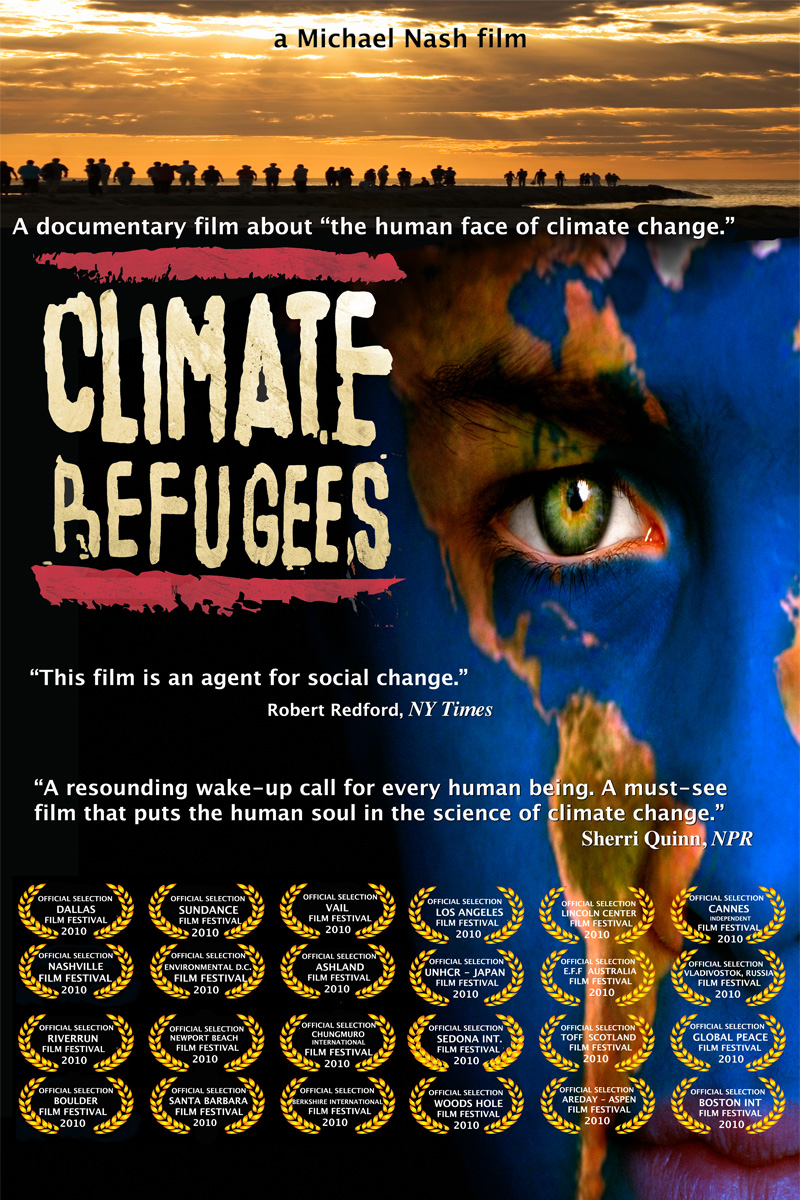 a Michael Nash film
A documentary film about “the human face of climate change.”
CLIMATE
REFUGEES
“This film is an agent for social change.”
Robert Redford, NY Times
“A resounding wake-up call for every human being. A must-see
film that puts the human soul in the science of climate change.”
Sherri Quinn, NPR
OFFICIAL SELECTION
DALLAS
FILM FESTIVAL
2010
OFFICIAL SELECTION
SUNDANCE
FILM FESTIVAL
2010
OFFICIAL SELECTION
VAIL
FILM FESTIVAL
2010
OFFICIAL SELECTION
LOS ANGELES
FILM FESTIVAL
2010
OFFICIAL SELECTION
LINCOLN CENTER
FILM FESTIVAL
2010
OFFICIAL SELECTION
CANNES
INDEPENDENT
FILM FESTIVAL
2010
OFFICIAL SELECTION
NASHVILLE
FILM FESTIVAL
2010
OFFICIAL SELECTION
ENVIRONMENTAL D.C.
FILM FESTIVAL
2010
OFFICIAL SELECTION
ASHLAND
FILM FESTIVAL
2010
OFFICIAL SELECTION
UNHCR - JAPAN
FILM FESTIVAL
2010
OFFICIAL SELECTION
E.F.F AUSTRALIA
FILM FESTIVAL
2010
OFFICIAL SELECTION
VLADIVOSTOK, RUSSIA
FILM FESTIVAL
2010
OFFICIAL SELECTION
RIVERRUN
FILM FESTIVAL
2010
OFFICIAL SELECTION
NEWPORT BEACH
FILM FESTIVAL
2010
OFFICIAL SELECTION
CHUNGMURO
INTERNATIONAL
FILM FESTIVAL
2010
OFFICIAL SELECTION
SEDONA INT.
FILM FESTIVAL
2010
OFFICIAL SELECTION
TOFF SCOTLAND
FILM FESTIVAL
2010
OFFICIAL SELECTION
GLOBAL PEACE
FILM FESTIVAL
2010
OFFICIAL SELECTION
BOULDER
FILM FESTIVAL
2010
OFFICIAL SELECTION
SANTA BARBARA
FILM FESTIVAL
2010
OFFICIAL SELECTION
BERKSHIRE INTERNATIONAL
FILM FESTIVAL
2010
OFFICIAL SELECTION
WOODS HOLE
FILM FESTIVAL
2010
OFFICIAL SELECTION
AREDAY - ASPEN
FILM FESTIVAL
2010
OFFICIAL SELECTION
BOSTON INT
FILM FESTIVAL
2010